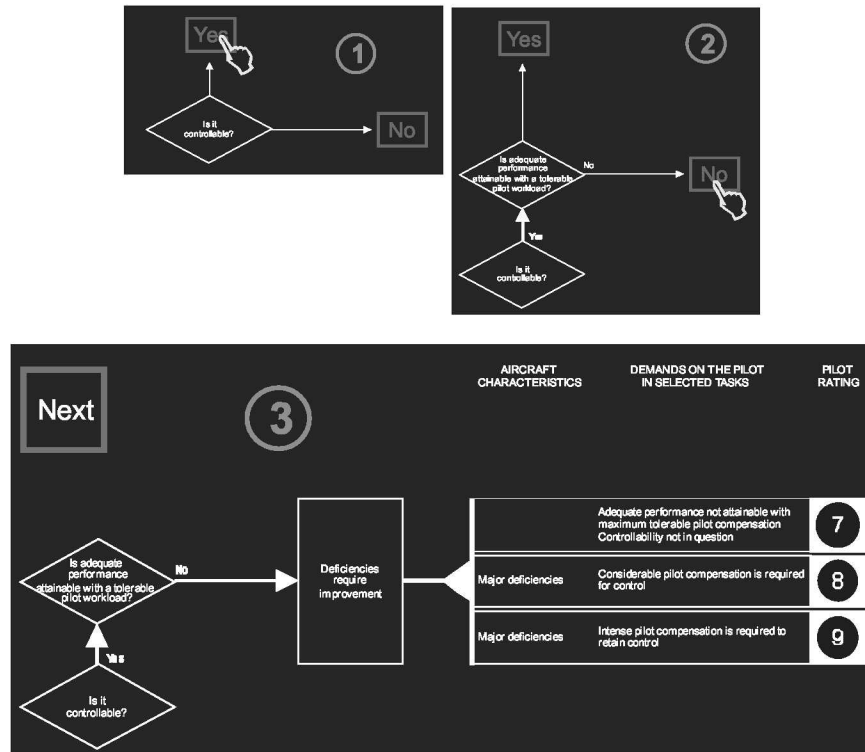 Yes
1
Is it
controllable?
No
Yes
2
Is adequate
performance
attainable with a tolerable
pilot workload?
No
No
Yes
Is it
controllable?
Next
3
AIRCRAFT
CHARACTERISTICS
DEMANDS ON THE PILOT
IN SELECTED TASKS
PILOT
RATING
Is adequate
performance
attainable with a tolerable
pilot workload?
No
Yes
Is it
controllable?
Deficiencies
require
improvement
Adequate performance not attainable with
maximum tolerable pilot compensation
Controllability not in question
7
Major deficiencies
Considerable pilot compensation is required
for control
8
Major deficiencies
Intense pilot compensation is required to
retain control
9